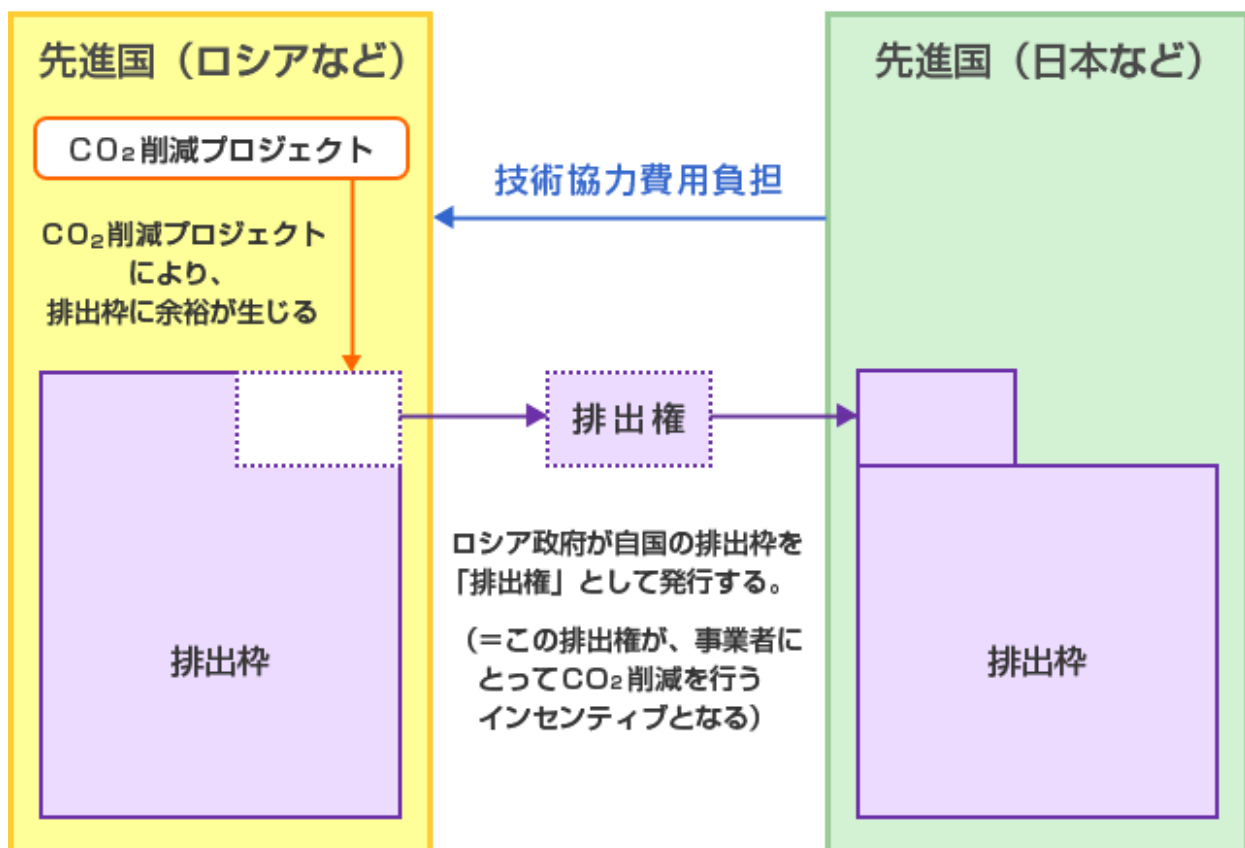 先進国（ロシアなど）
ＣＯ₂削減プロジェクト
ＣＯ₂削減プロジェクト
により、
排出枠に余裕が生じる
排出枠
技術協力費用負担
排出権
ロシア政府が自国の排出枠を
「排出権」として発行する。
（＝この排出権が、事業者に
とってＣＯ₂削減を行う
インセンティブとなる）
先進国（日本など）
排出枠